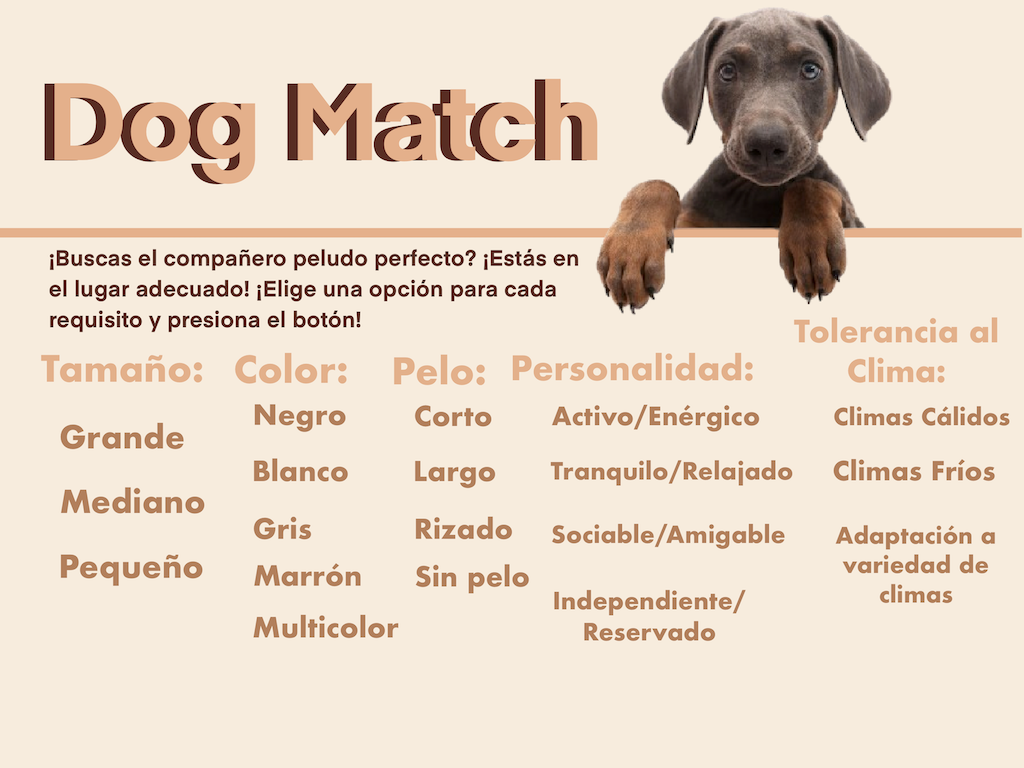 Dog Match
¡Buscas el compañero peludo perfecto? ¡Estás en
el lugar adecuado! ¡Elige una opción para cada
requisito y presiona el botón!
Tamaño:
Grande
Mediano
Pequeño
Color:
Negro
Blanco
Gris
Marrón
Multicolor
Pelo:
Corto
Largo
Rizado
Sin pelo
Personalidad:
Activo/Enérgico
Tranquilo/Relajado
Sociable/Amigable
Independiente/
Reservado
Tolerancia al
Clima:
Climas Cálidos
Climas Fríos
Adaptación a
variedad de
climas